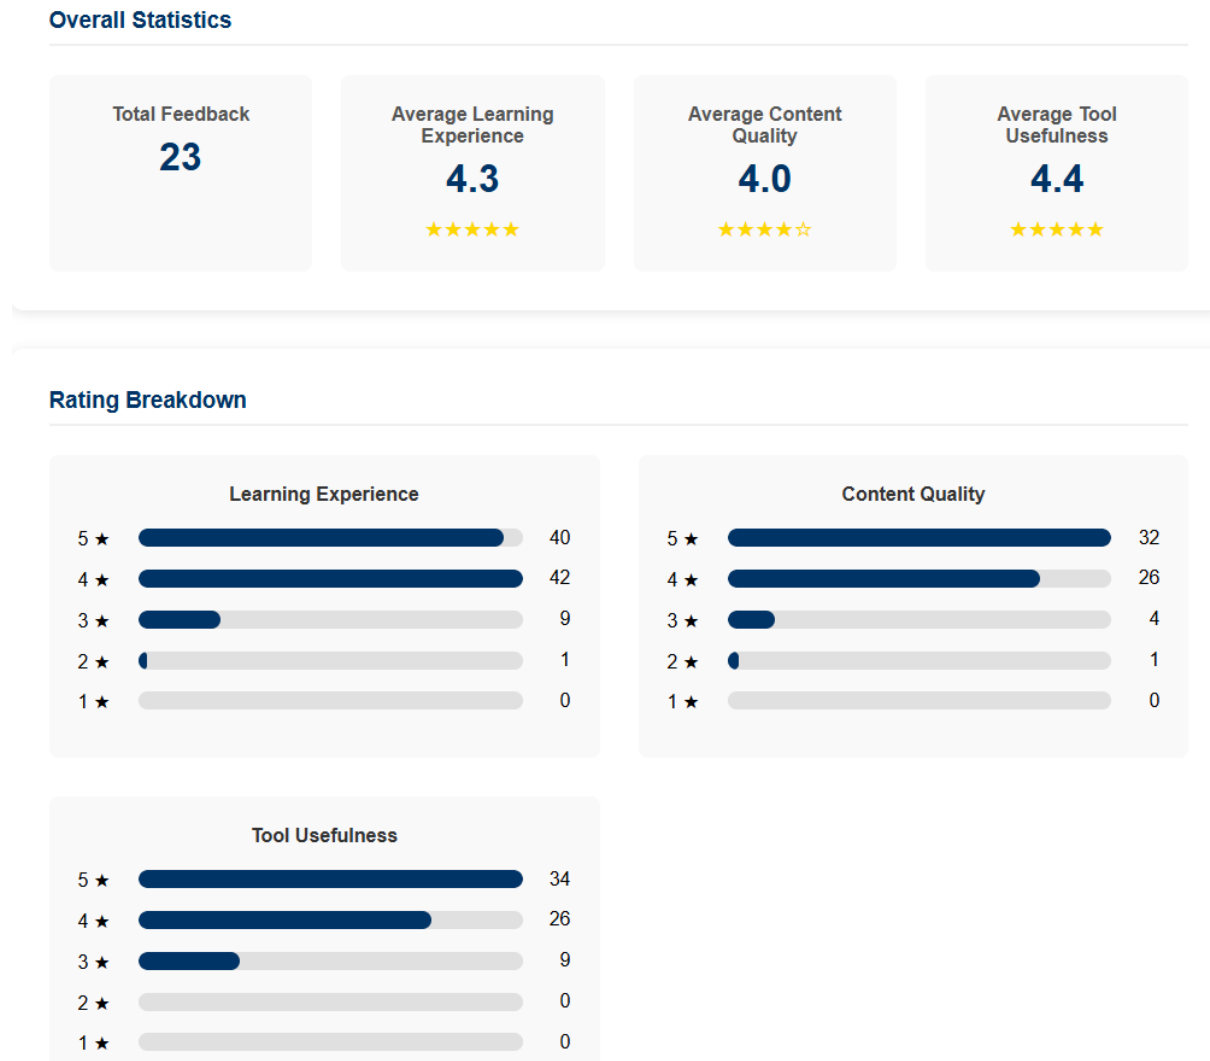 Overall Statistics
Total Feedback
23
Average Learning
Experience
4.3
★★★★★
Average Content
Quality
4.0
★★★★☆
Average Tool
Usefulness
4.4
★★★★★
Rating Breakdown
Learning Experience
5 ★ 40
4 ★ 42
3 ★ 9
2 ★ 1
1 ★ 0
Content Quality
5 ★ 32
4 ★ 26
3 ★ 4
2 ★ 1
1 ★ 0
Tool Usefulness
5 ★ 34
4 ★ 26
3 ★ 9
2 ★ 0
1 ★ 0